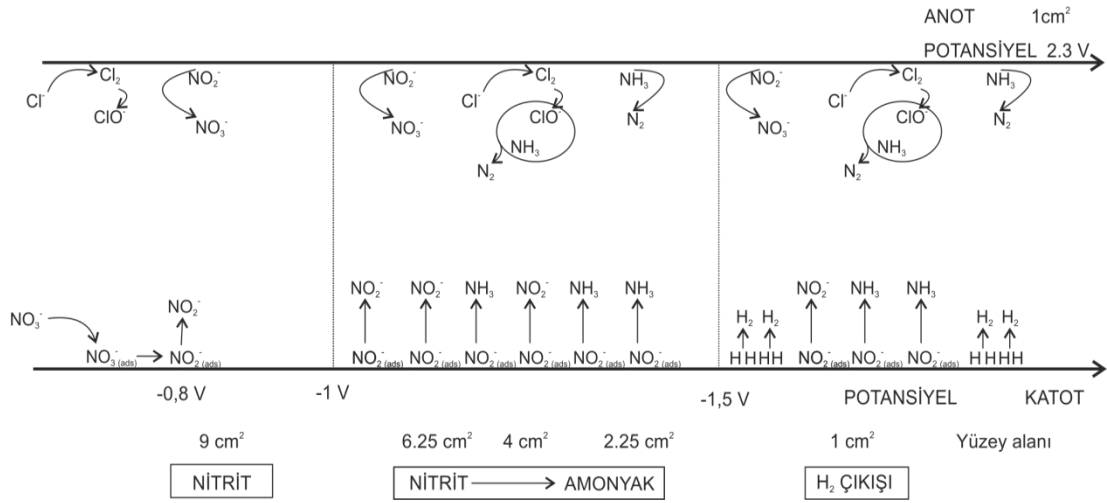 ANOT 1cm²
POTANSİYEL 2.3 V
Cl⁻ Cl₂ ClO⁻ NO₂⁻ NO₃⁻
NO₂⁻ NO₃⁻ Cl⁻ Cl₂ ClO⁻ NH₃ N₂ NH₃ N₂
NO₂⁻ NO₃⁻ Cl⁻ Cl₂ ClO⁻ NH₃ N₂ NH₃ N₂
NO₃⁻ NO₂⁻
NO₂⁻ NO₂⁻ NH₃ NO₂⁻ NH₃ NH₃
H₂ H₂ NO₂⁻ NH₃ NH₃ H₂ H₂
NO₃⁻ (ads) NO₂⁻ (ads)
NO₂⁻ (ads) NO₂⁻ (ads) NO₂⁻ (ads) NO₂⁻ (ads) NO₂⁻ (ads) NO₂⁻ (ads)
H HHH NO₂⁻ (ads) NO₂⁻ (ads) NO₂⁻ (ads) H HHH
-0,8 V -1 V -1,5 V POTANSİYEL KATOT
9 cm² 6.25 cm² 4 cm² 2.25 cm² 1 cm² Yüzey alanı
NİTRİT NİTRİT AMONYAK H₂ ÇIKIŞI